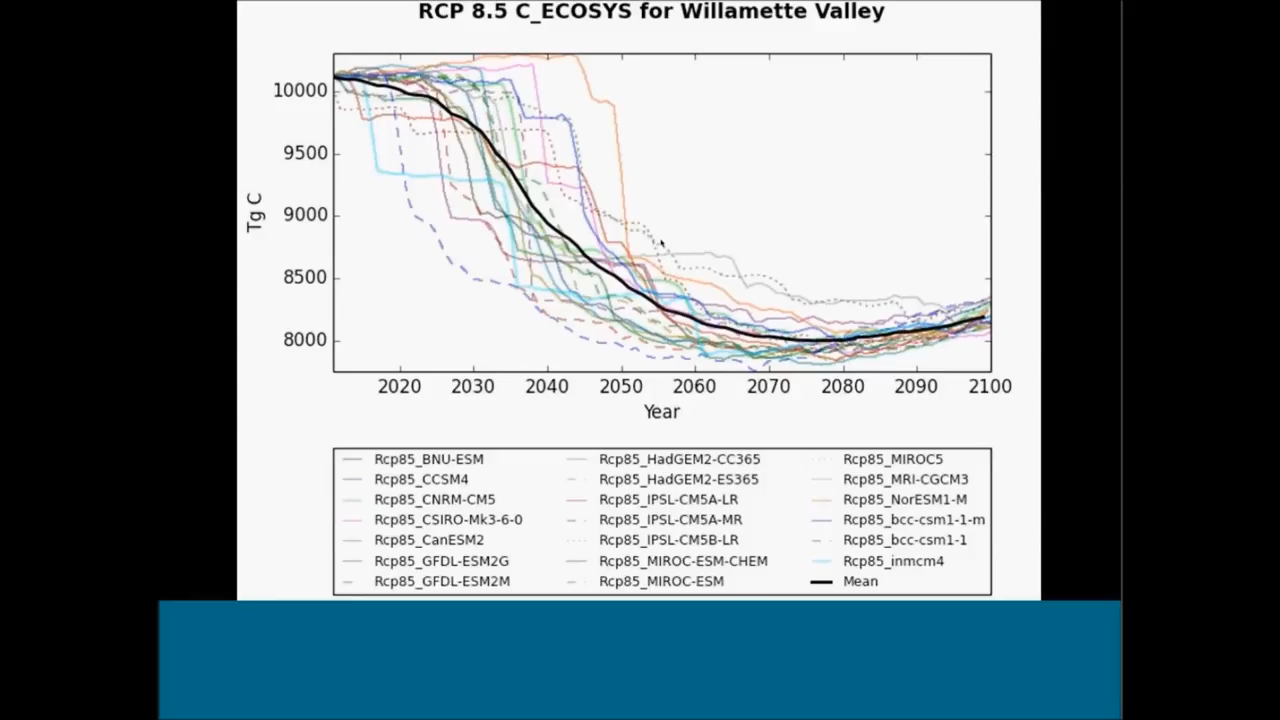 RCP 8.5 C_ECOSYS for Willamette Valley
10000
9500
9000
8500
8000
Tg C
2020 2030 2040 2050 2060 2070 2080 2090 2100
Year
Rcp85_BNU-ESM Rcp85_HadGEM2-CC365 Rcp85_MIROC5
Rcp85_CCSM4 Rcp85_HadGEM2-ES365 Rcp85_MRI-CGCM3
Rcp85_CNRM-CM5 Rcp85_IPSL-CM5A-LR Rcp85_NorESM1-M
Rcp85_CSIRO-Mk3-6-0 Rcp85_IPSL-CM5A-MR Rcp85_bcc-csm1-1-m
Rcp85_CanESM2 Rcp85_IPSL-CM5B-LR Rcp85_bcc-csm1-1
Rcp85_GFDL-ESM2G Rcp85_MIROC-ESM-CHEM Rcp85_inmcm4
Rcp85_GFDL-ESM2M Rcp85_MIROC-ESM Mean